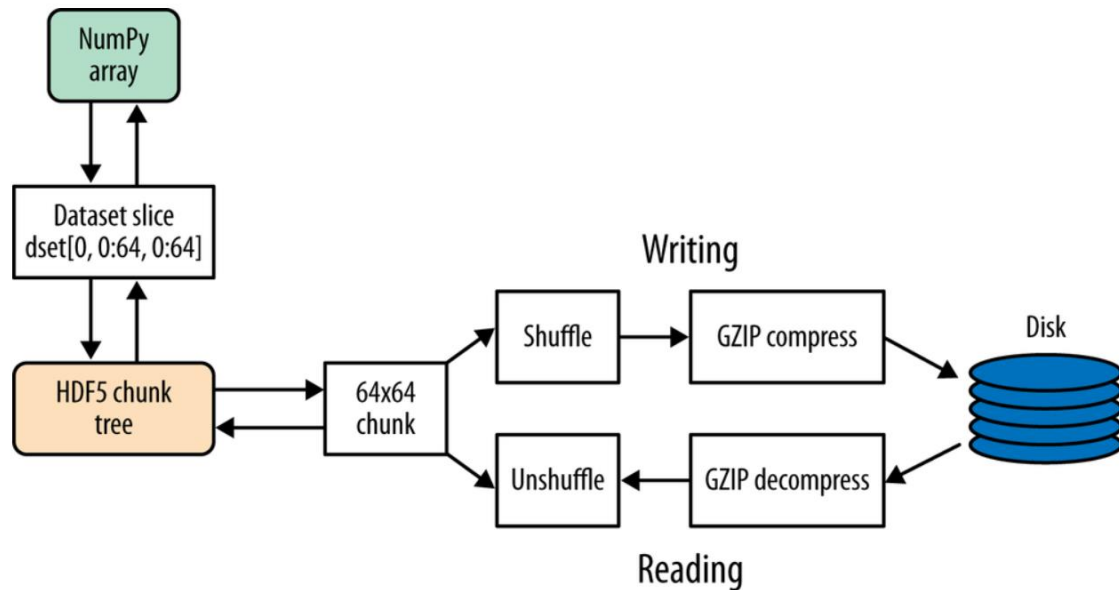 NumPy
array
Dataset slice
dset[0, 0:64, 0:64]
HDF5 chunk
tree
64x64
chunk
Writing
Shuffle
GZIP compress
Disk
Unshuffle
GZIP decompress
Reading